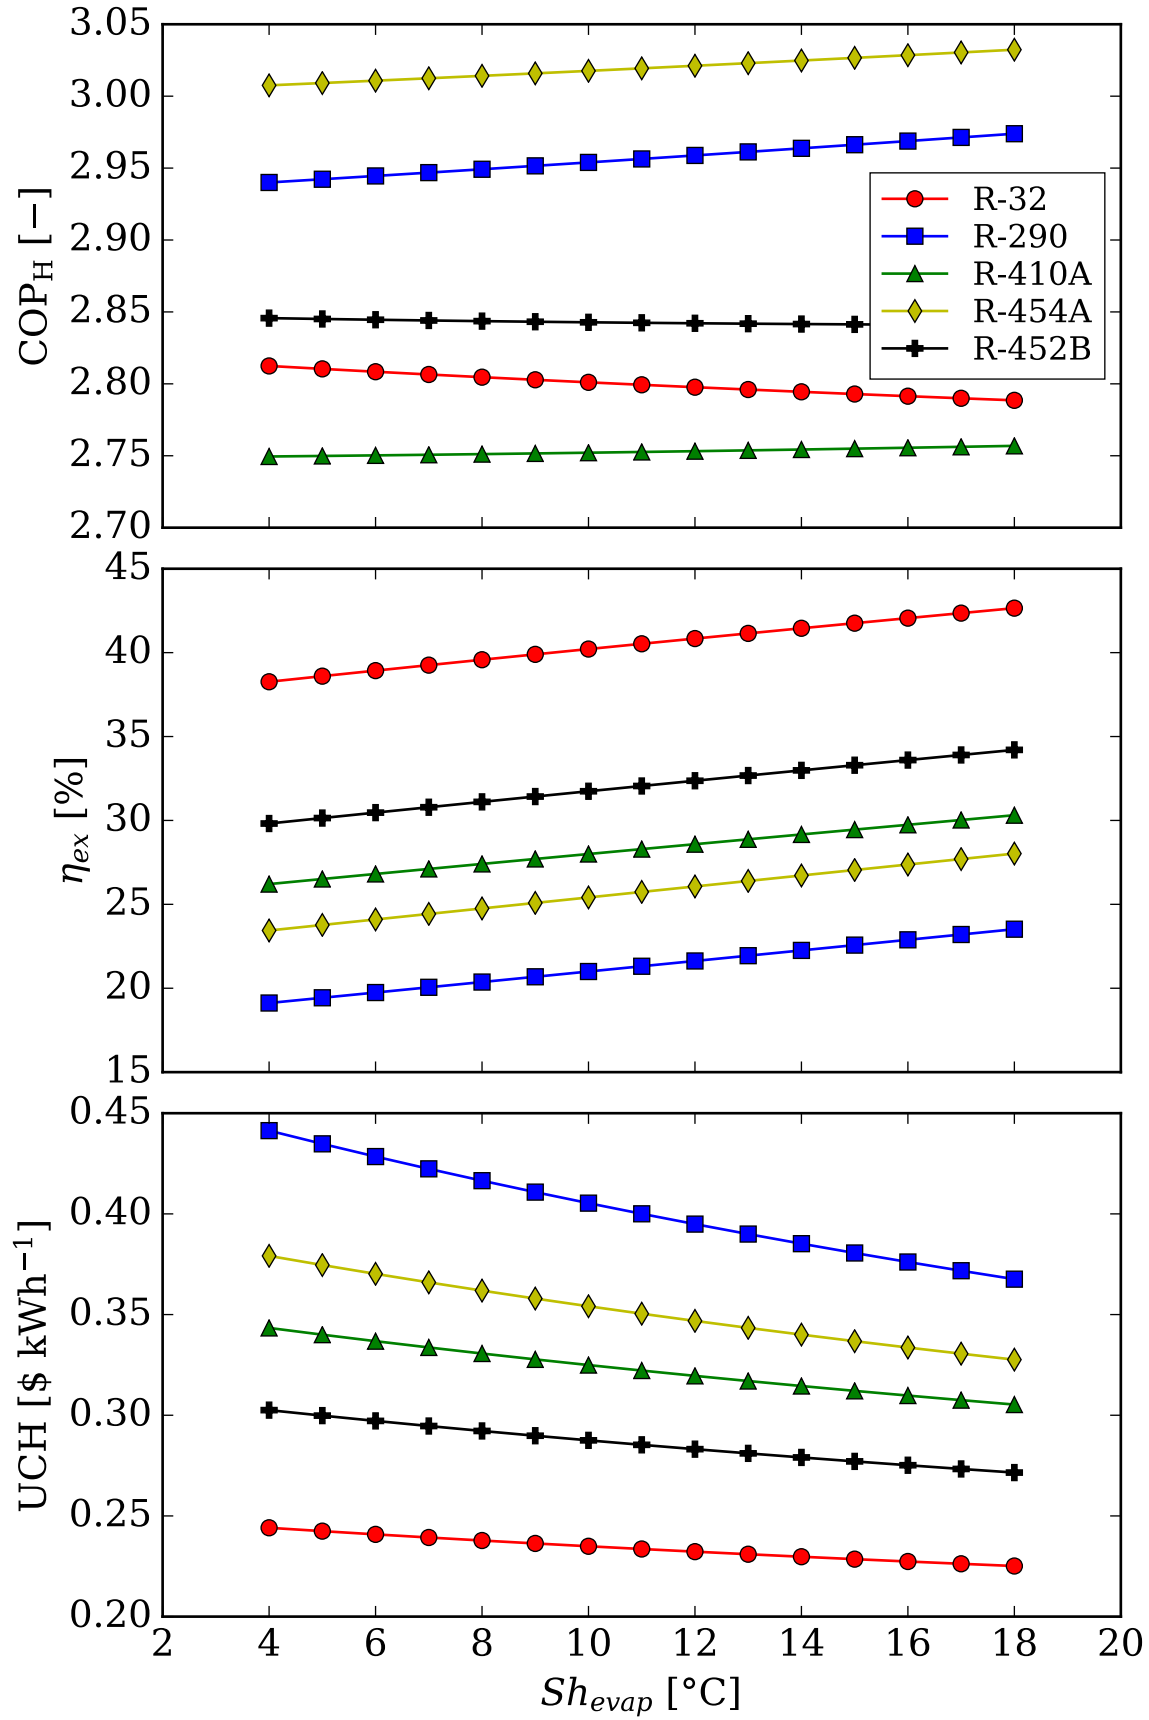 3.05
3.00
2.95
2.90
2.85
2.80
2.75
2.70
COP_H [−]
R-32
R-290
R-410A
R-454A
R-452B
45
40
35
30
25
20
15
η_ex [%]
0.45
0.40
0.35
0.30
0.25
0.20
UCH [$ kWh⁻¹]
2 4 6 8 10 12 14 16 18 20
Sh_evap [°C]